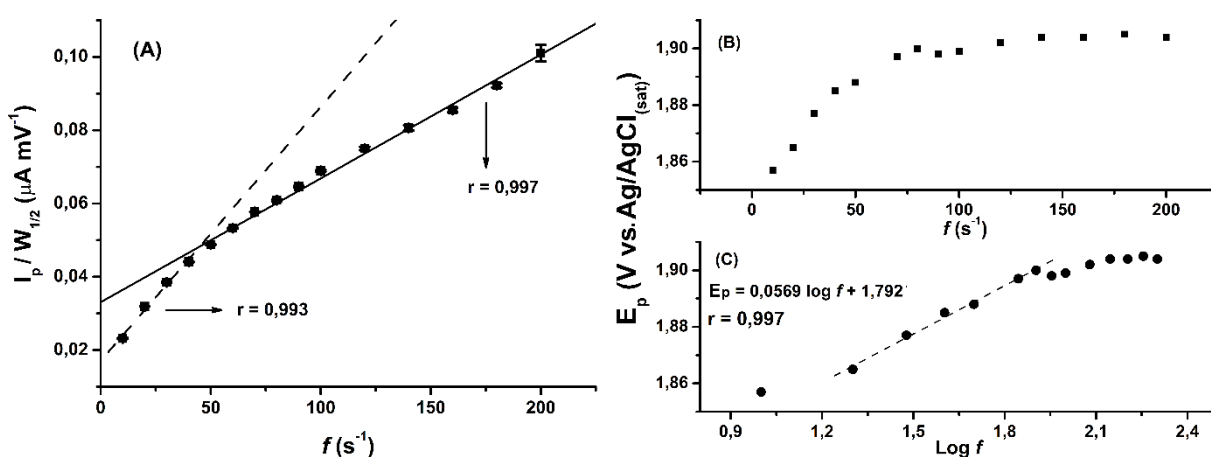 (A)
I_p / W_1/2 (µA mV⁻¹)
0,10
0,08
0,06
0,04
0,02
r = 0,997
r = 0,993
0
50
100
150
200
f (s⁻¹)
E_p (V vs. Ag/AgCl_(sat))
(B)
1,90
1,88
1,86
0
50
100
150
200
f (s⁻¹)
(C)
1,90
1,88
1,86
Ep = 0,0569 log f + 1,792
r = 0,997
0,9
1,2
1,5
1,8
2,1
2,4
Log f